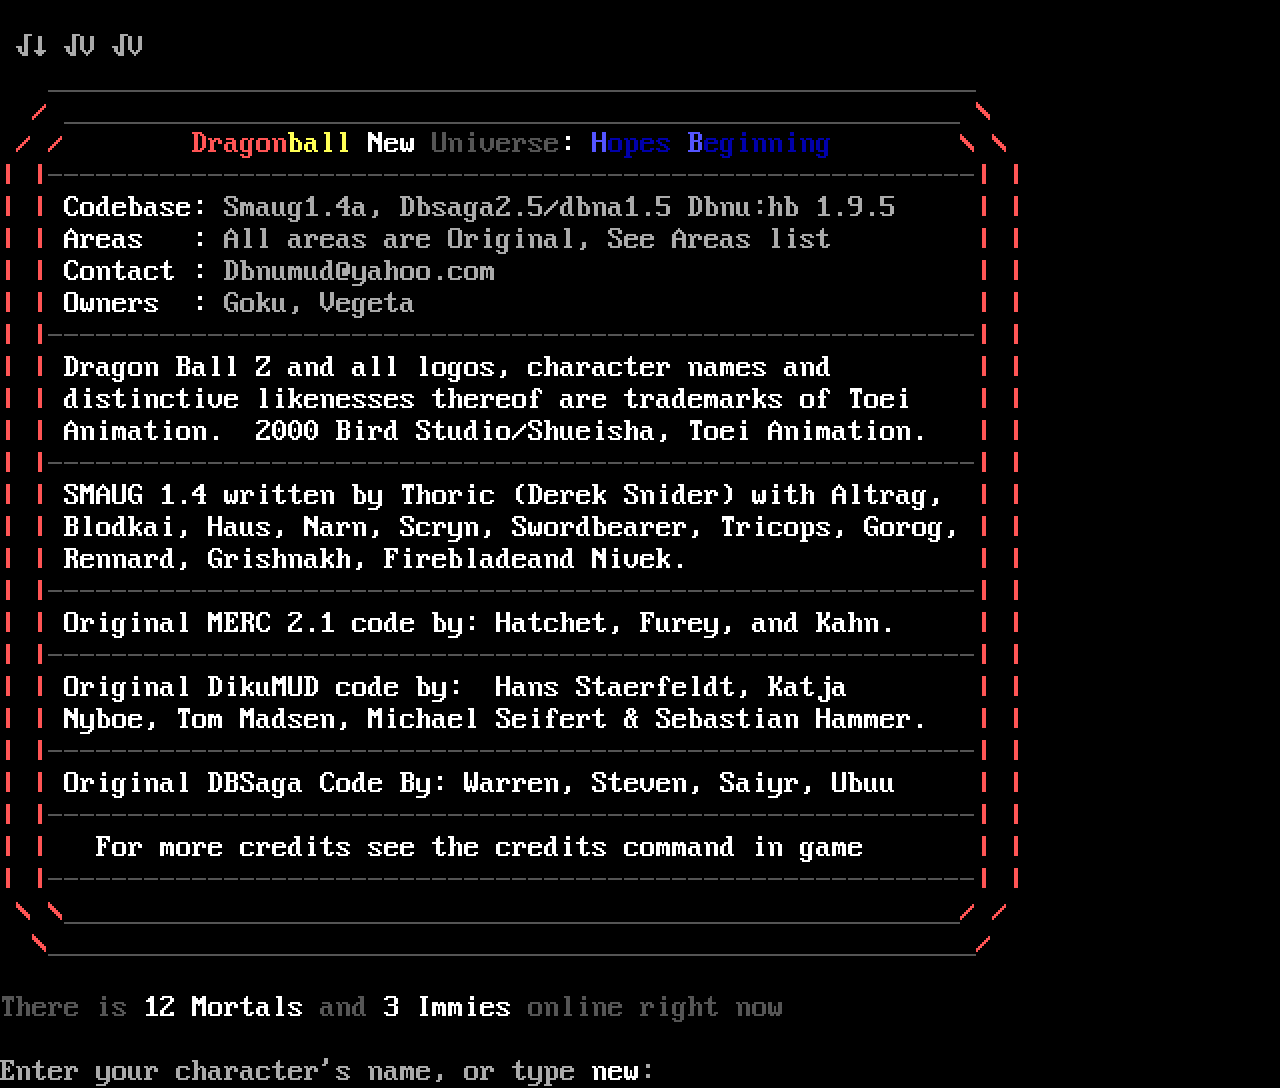 √↓ √V √V
Dragonball New Universe: Hopes Beginning
Codebase: Smaug1.4a, Dbsaga2.5/dbna1.5 Dbnu:hb 1.9.5
Areas   : All areas are Original, See Areas list
Contact : Dbnumud@yahoo.com
Owners  : Goku, Vegeta
Dragon Ball Z and all logos, character names and
distinctive likenesses thereof are trademarks of Toei
Animation.  2000 Bird Studio/Shueisha, Toei Animation.
SMAUG 1.4 written by Thoric (Derek Snider) with Altrag,
Blodkai, Haus, Narn, Scryn, Swordbearer, Tricops, Gorog,
Rennard, Grishnakh, Firebladeand Nivek.
Original MERC 2.1 code by: Hatchet, Furey, and Kahn.
Original DikuMUD code by:  Hans Staerfeldt, Katja
Nyboe, Tom Madsen, Michael Seifert & Sebastian Hammer.
Original DBSaga Code By: Warren, Steven, Saiyr, Ubuu
For more credits see the credits command in game
There is 12 Mortals and 3 Immies online right now
Enter your character's name, or type new: